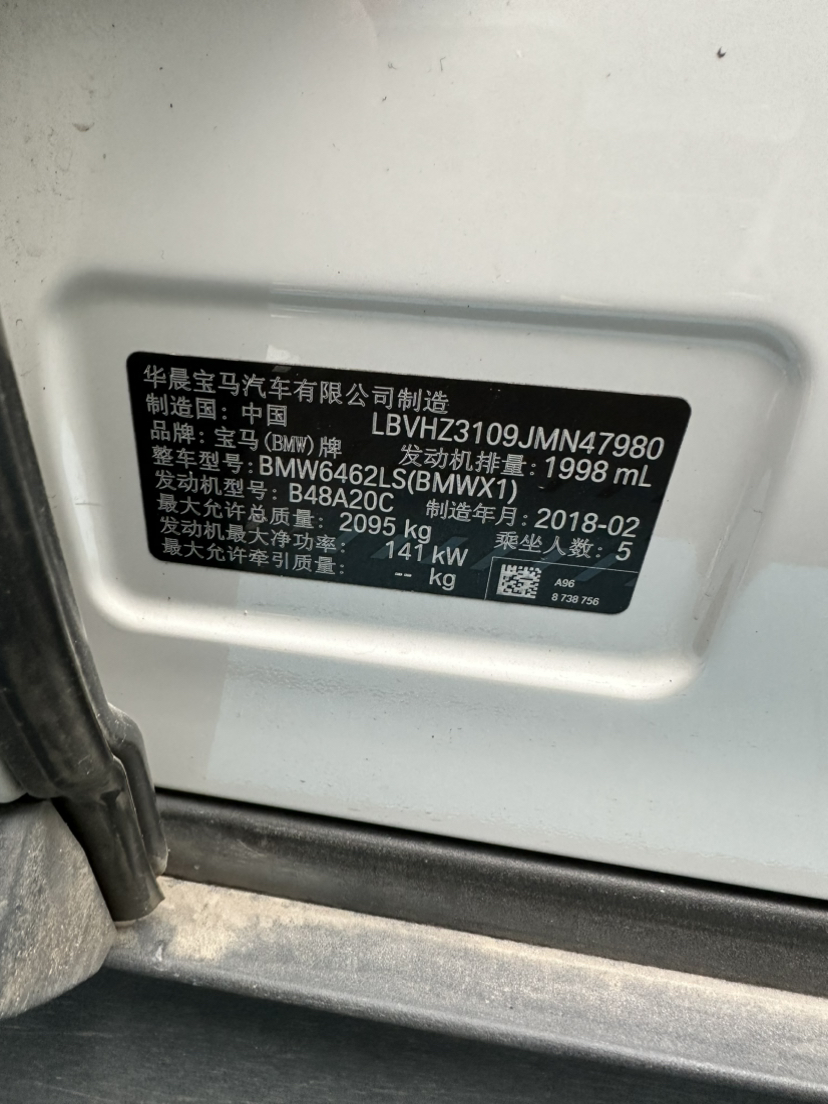 华晨宝马汽车有限公司制造
制造国：中国 LBVHZ3109JMN47980
品牌：宝马(BMW)牌 发动机排量：1998 mL
整车型号：BMW6462LS(BMWX1)
发动机型号：B48A20C 制造年月：2018-02
最大允许总质量：2095 kg 乘坐人数：5
发动机最大净功率：141 kW
最大允许牵引质量：-- kg
A96
8 738 756